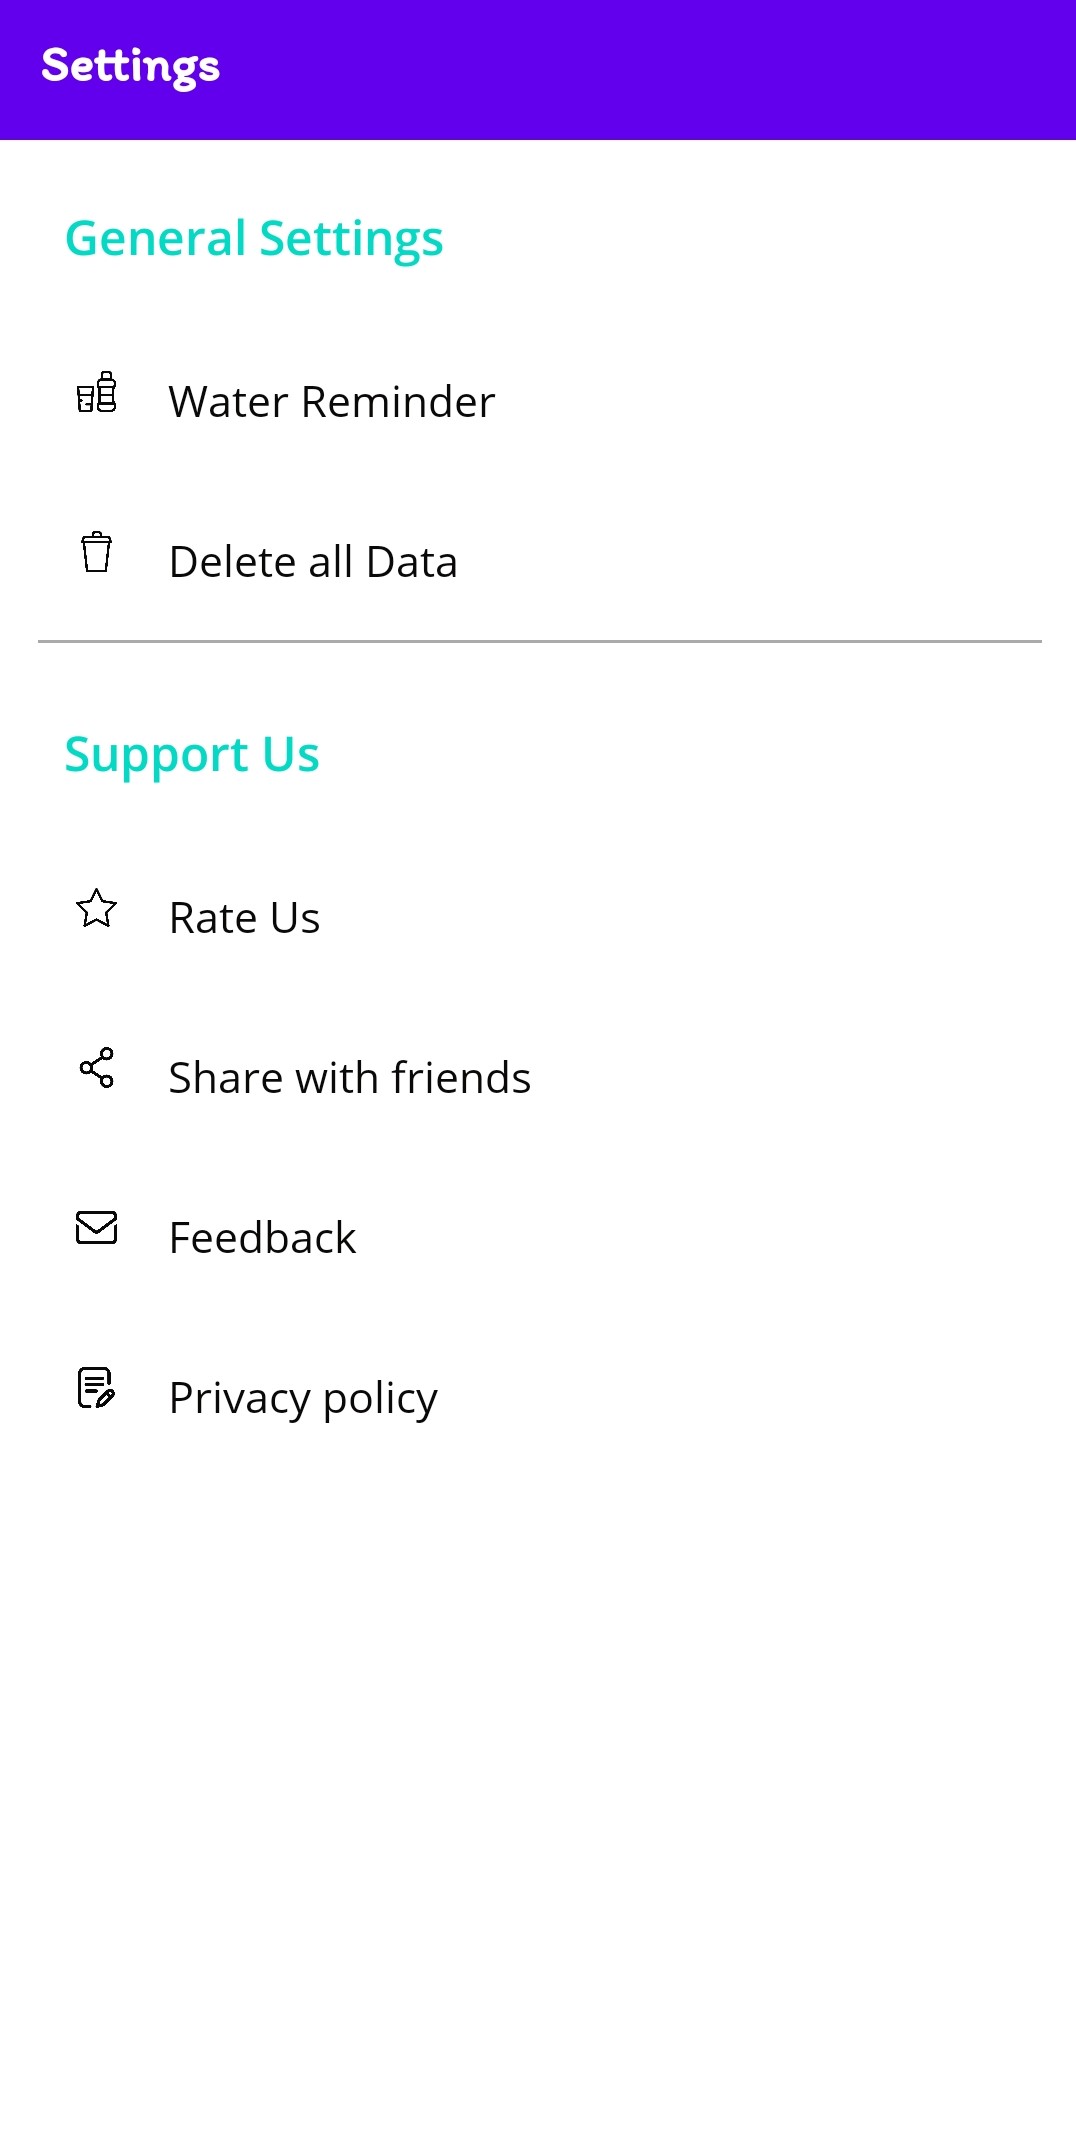 Settings
General Settings
Water Reminder
Delete all Data
Support Us
Rate Us
Share with friends
Feedback
Privacy policy